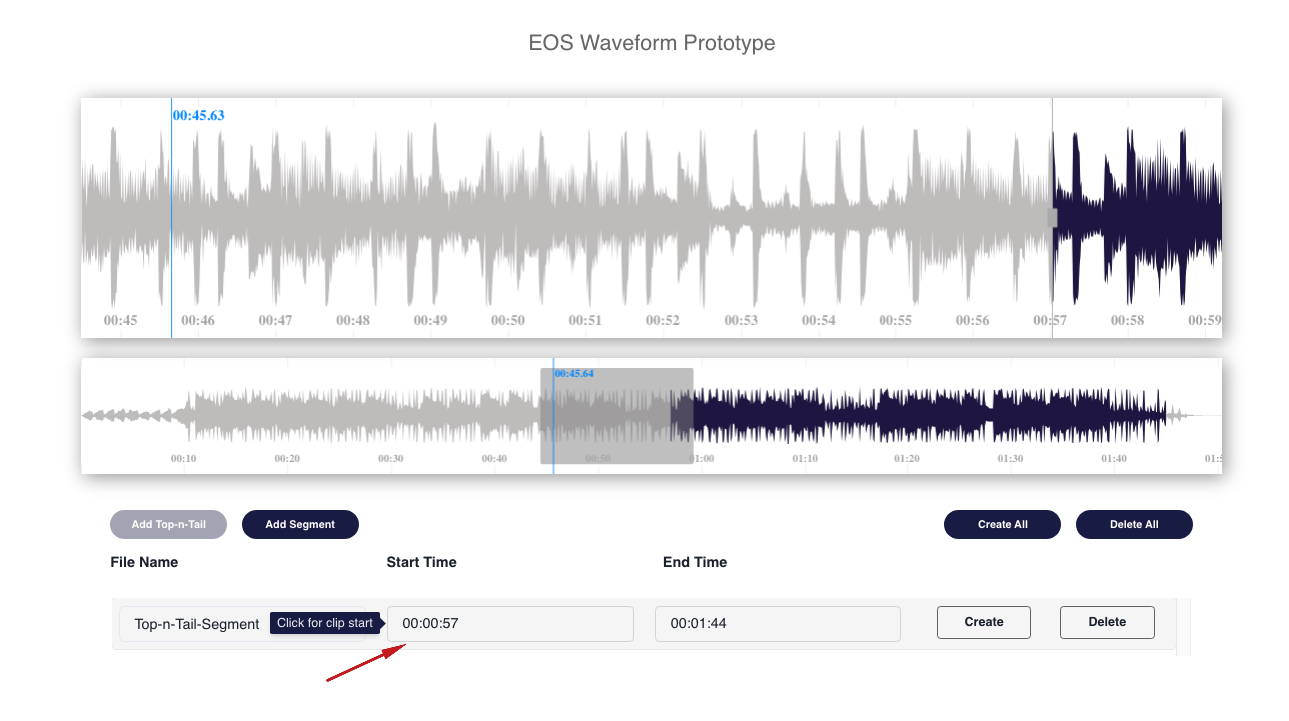 EOS Waveform Prototype
00:45.63
00:45 00:46 00:47 00:48 00:49 00:50 00:51 00:52 00:53 00:54 00:55 00:56 00:57 00:58 00:59
00:45.64
00:10 00:20 00:30 00:40 00:50 01:00 01:10 01:20 01:30 01:40 01:5
Add Top-n-Tail Add Segment Create All Delete All
File Name Start Time End Time
Top-n-Tail-Segment Click for clip start 00:00:57 00:01:44 Create Delete